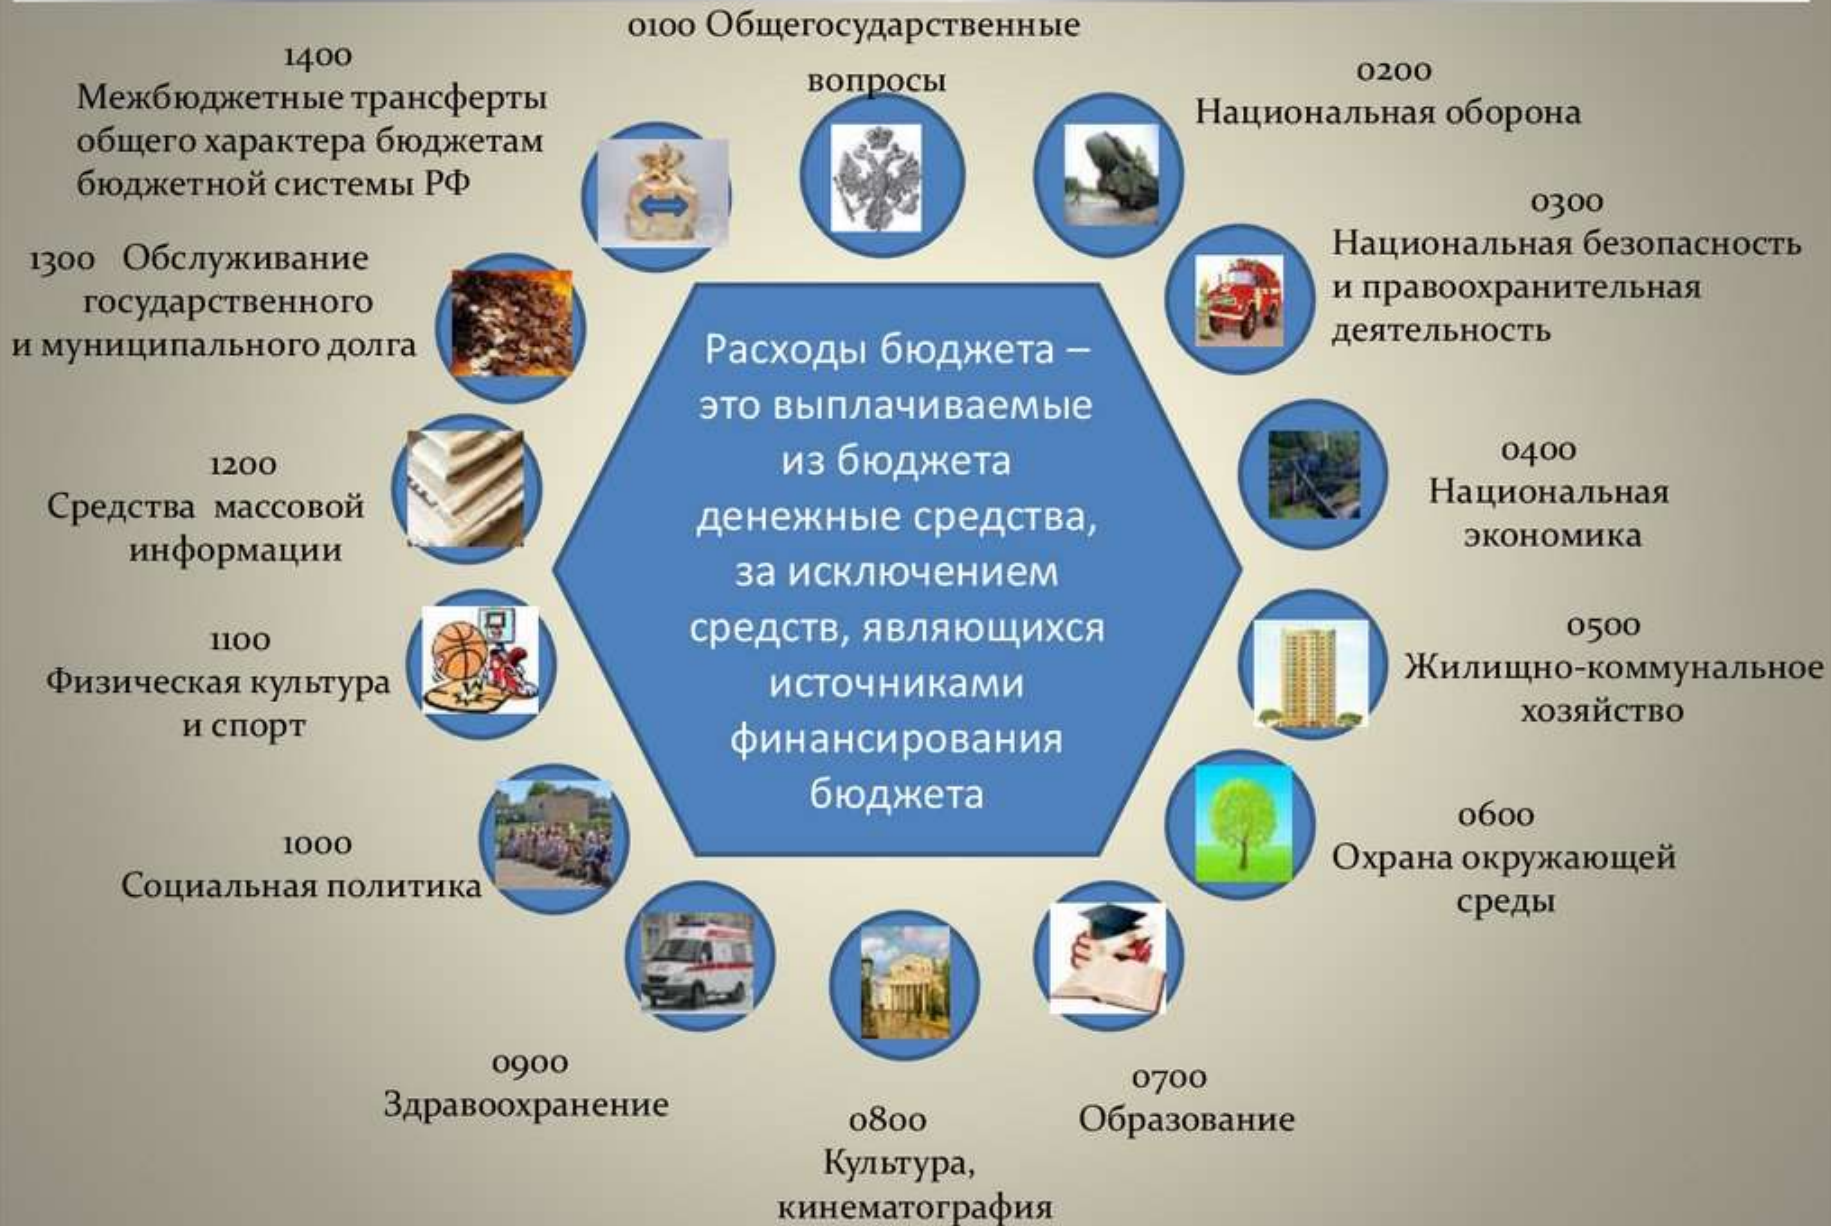 0100 Общегосударственные
вопросы
0200
Национальная оборона
0300
Национальная безопасность
и правоохранительная
деятельность
0400
Национальная
экономика
0500
Жилищно-коммунальное
хозяйство
0600
Охрана окружающей
среды
0700
Образование
0800
Культура,
кинематография
0900
Здравоохранение
1000
Социальная политика
1100
Физическая культура
и спорт
1200
Средства массовой
информации
1300 Обслуживание
государственного
и муниципального долга
1400
Межбюджетные трансферты
общего характера бюджетам
бюджетной системы РФ
Расходы бюджета –
это выплачиваемые
из бюджета
денежные средства,
за исключением
средств, являющихся
источниками
финансирования
бюджета